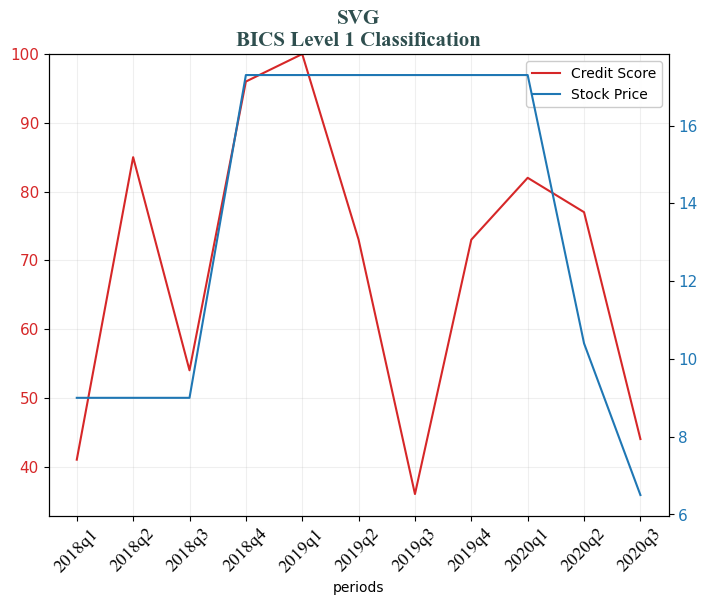 SVG
BICS Level 1 Classification
100
90
80
70
60
50
40
Credit Score
Stock Price
16
14
12
10
8
6
2018q1
2018q2
2018q3
2018q4
2019q1
2019q2
2019q3
2019q4
2020q1
2020q2
2020q3
periods